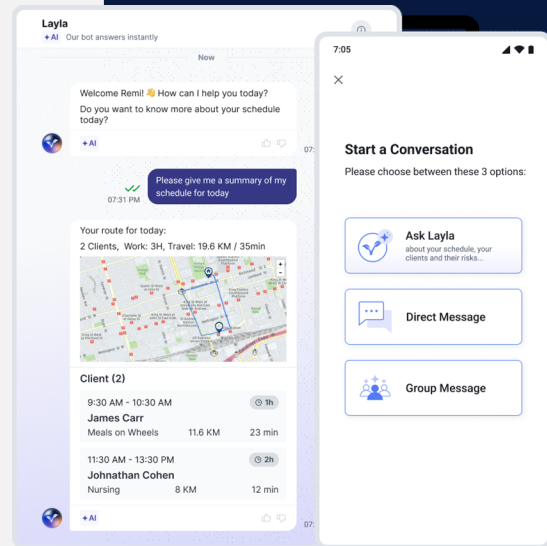 Layla
+AI Our bot answers instantly
Now
Welcome Remi! 👋 How can I help you today?
Do you want to know more about your schedule
today?
+AI
07:
Please give me a summary of my
schedule for today
07:31 PM
Your route for today:
2 Clients, Work: 3H, Travel: 19.6 KM / 35min
+
-
Client (2)
9:30 AM - 10:30 AM
1h
James Carr
Meals on Wheels 11.6 KM 23 min
11:30 AM - 13:30 PM
2h
Johnathan Cohen
Nursing 8 KM 12 min
+AI
07:
7:05
Start a Conversation
Please choose between these 3 options:
Ask Layla
about your schedule, your
clients and their risks...
Direct Message
Group Message